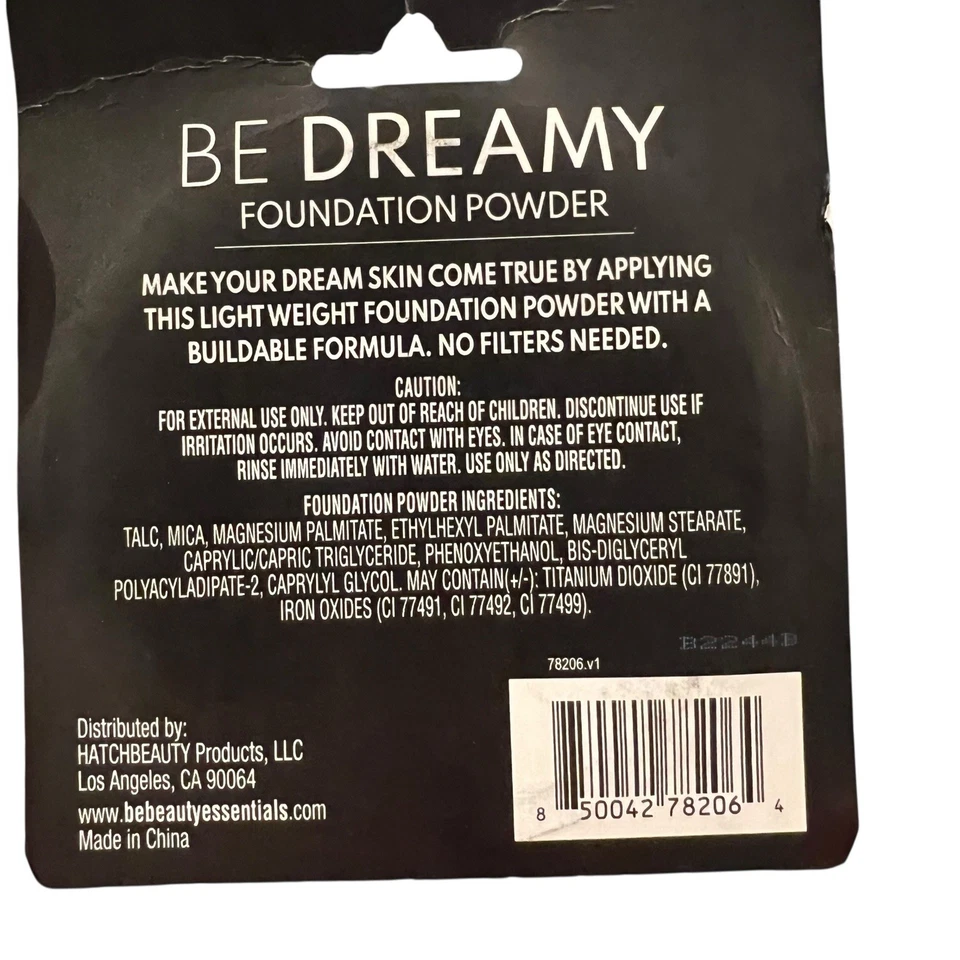 BE DREAMY
FOUNDATION POWDER
MAKE YOUR DREAM SKIN COME TRUE BY APPLYING
THIS LIGHT WEIGHT FOUNDATION POWDER WITH A
BUILDABLE FORMULA. NO FILTERS NEEDED.
CAUTION:
FOR EXTERNAL USE ONLY. KEEP OUT OF REACH OF CHILDREN. DISCONTINUE USE IF
IRRITATION OCCURS. AVOID CONTACT WITH EYES. IN CASE OF EYE CONTACT,
RINSE IMMEDIATELY WITH WATER. USE ONLY AS DIRECTED.
FOUNDATION POWDER INGREDIENTS:
TALC, MICA, MAGNESIUM PALMITATE, ETHYLHEXYL PALMITATE, MAGNESIUM STEARATE,
CAPRYLIC/CAPRIC TRIGLYCERIDE, PHENOXYETHANOL, BIS-DIGLYCERYL
POLYACYLADIPATE-2, CAPRYLYL GLYCOL. MAY CONTAIN(+/-): TITANIUM DIOXIDE (CI 77891),
IRON OXIDES (CI 77491, CI 77492, CI 77499).
B2244B
78206.v1
Distributed by:
HATCHBEAUTY Products, LLC
Los Angeles, CA 90064
www.bebeautyessentials.com
Made in China
8 50042 78206 4